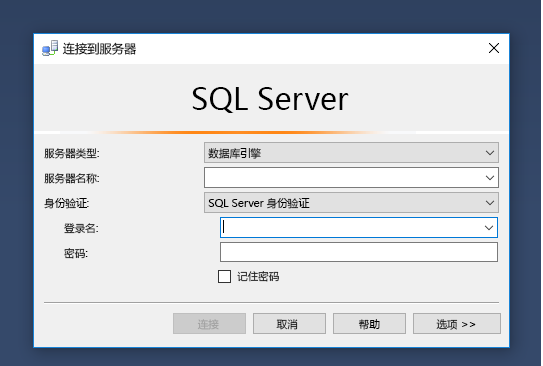 连接到服务器
SQL Server
服务器类型:
数据库引擎
服务器名称:
身份验证:
SQL Server 身份验证
登录名:
密码:
记住密码
连接
取消
帮助
选项 >>